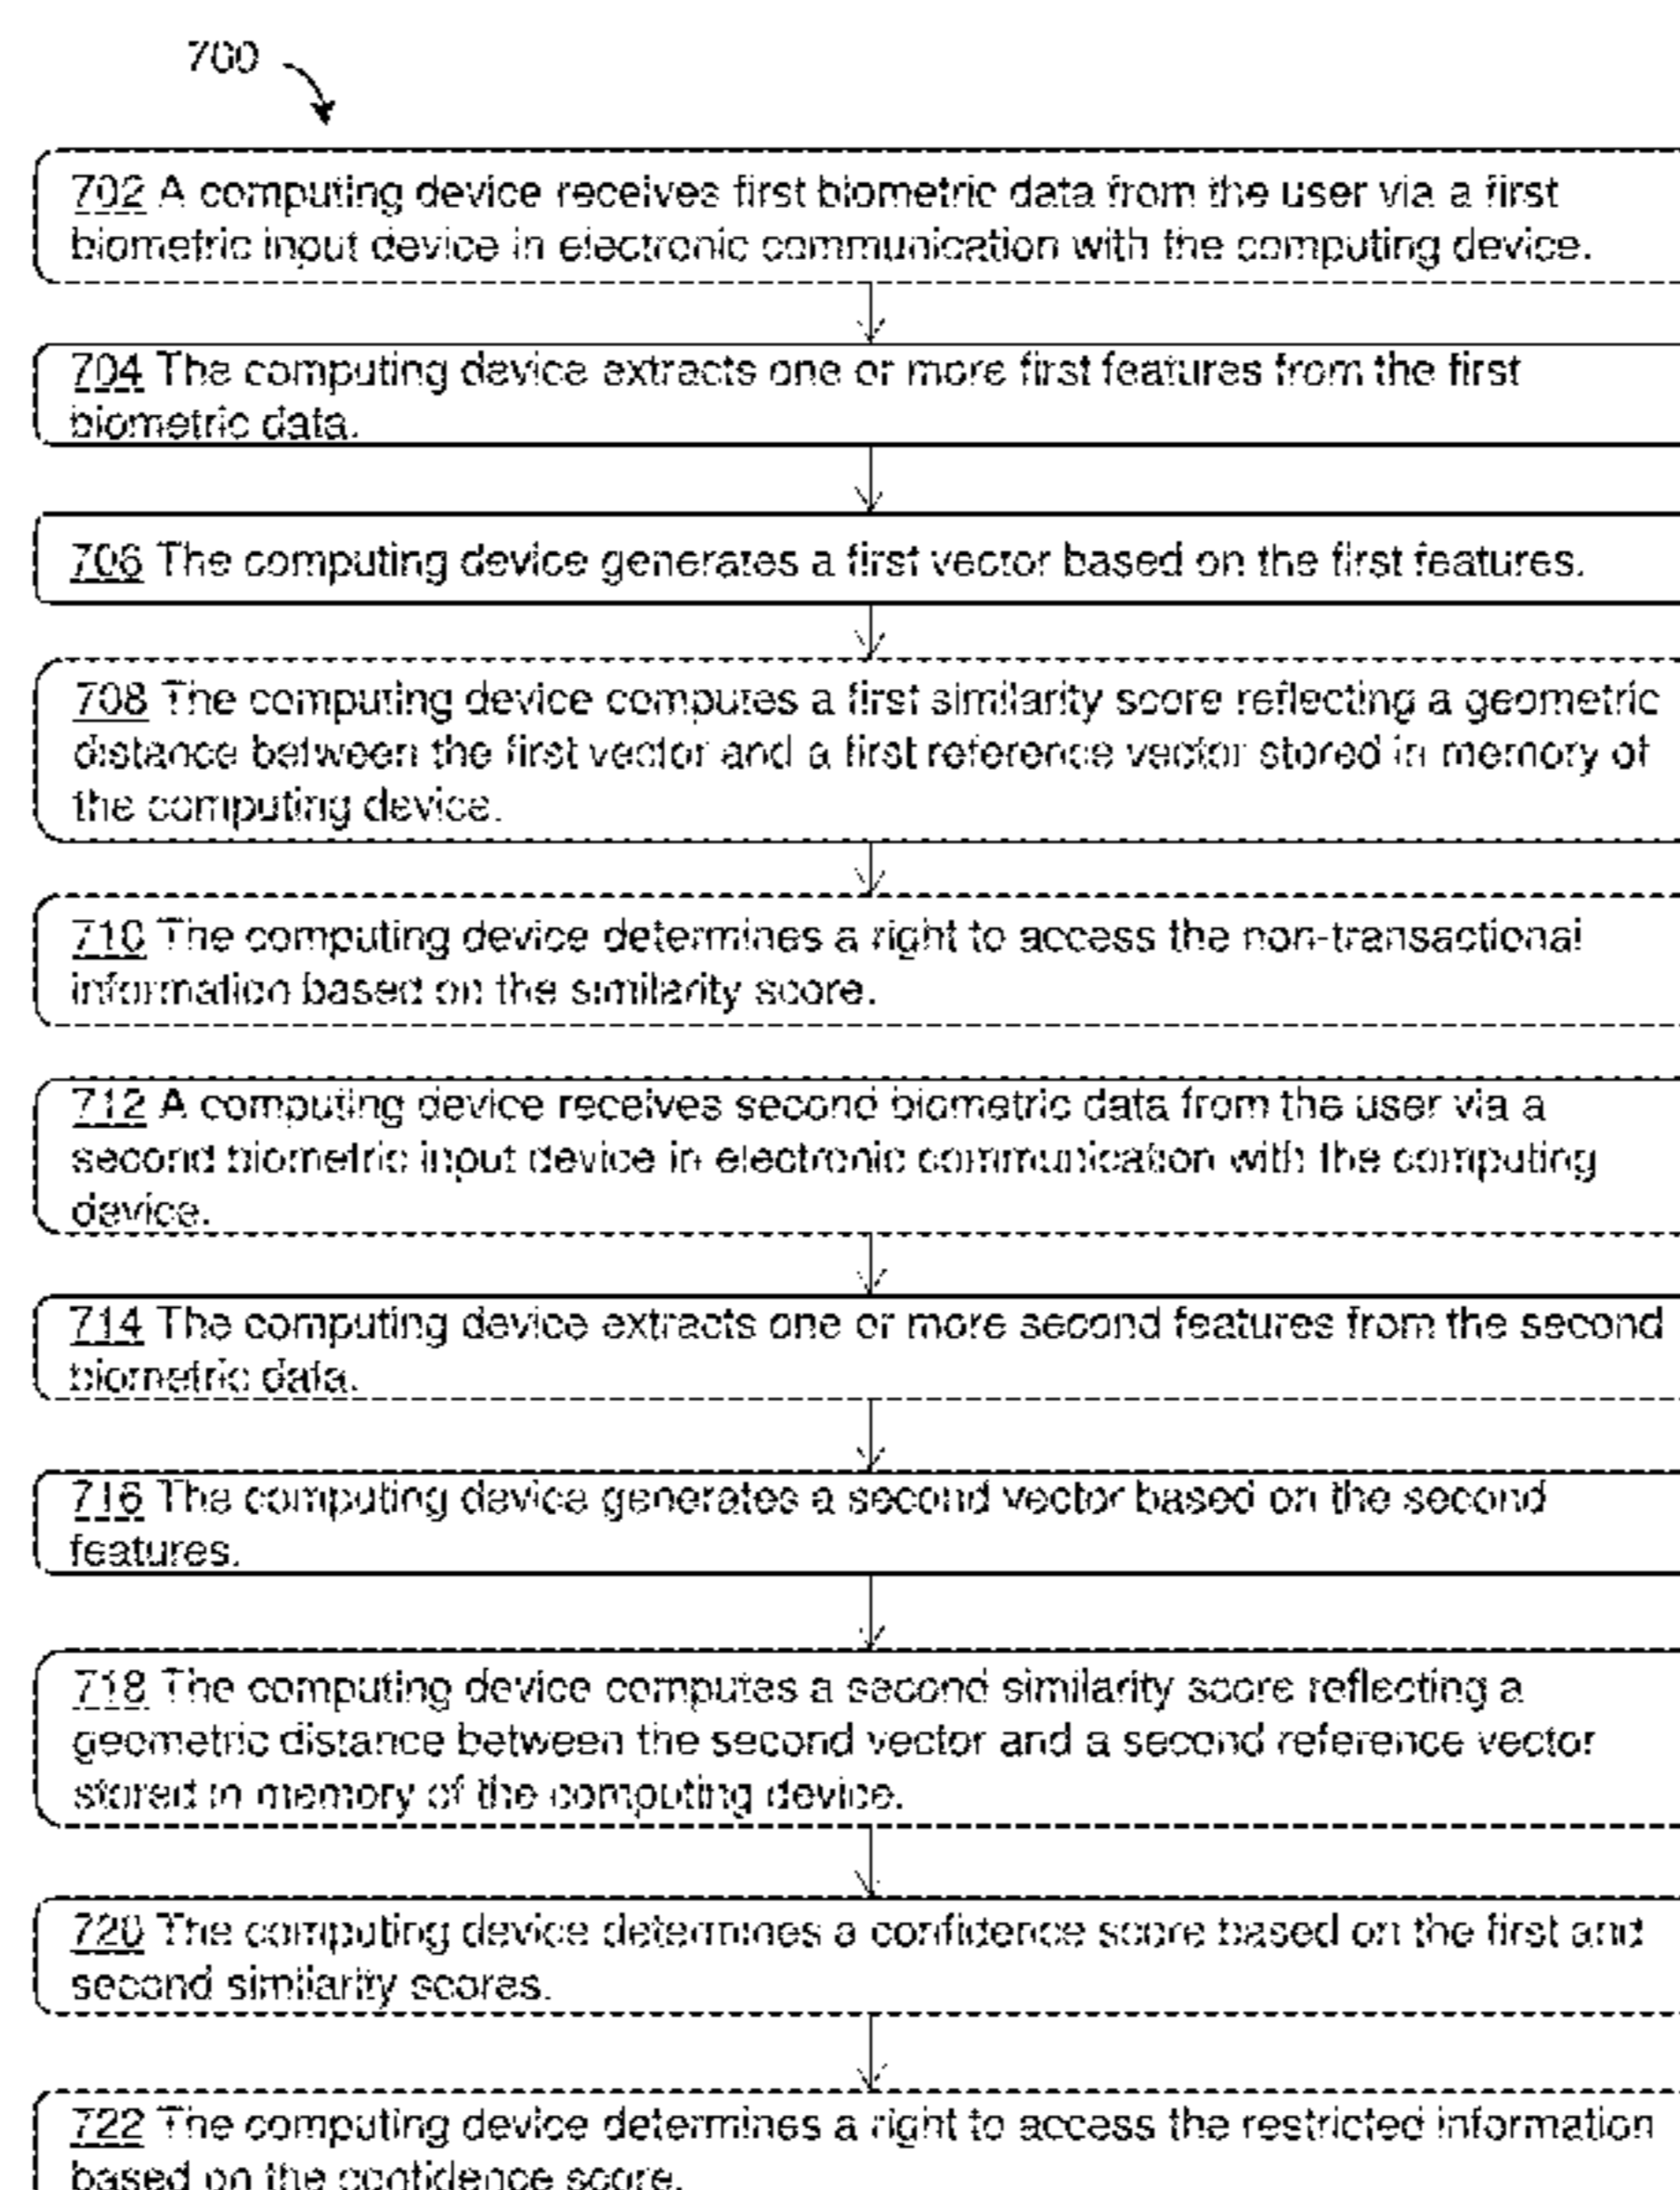 700
702 A computing device receives first biometric data from the user via a first
biometric input device in electronic communication with the computing device.
704 The computing device extracts one or more first features from the first
biometric data.
706 The computing device generates a first vector based on the first features.
708 The computing device computes a first similarity score reflecting a geometric
distance between the first vector and a first reference vector stored in memory of
the computing device.
710 The computing device determines a right to access the non-transactional
information based on the similarity score.
712 A computing device receives second biometric data from the user via a
second biometric input device in electronic communication with the computing
device.
714 The computing device extracts one or more second features from the second
biometric data.
716 The computing device generates a second vector based on the second
features.
718 The computing device computes a second similarity score reflecting a
geometric distance between the second vector and a second reference vector
stored in memory of the computing device.
720 The computing device determines a confidence score based on the first and
second similarity scores.
722 The computing device determines a right to access the restricted information
based on the confidence score.